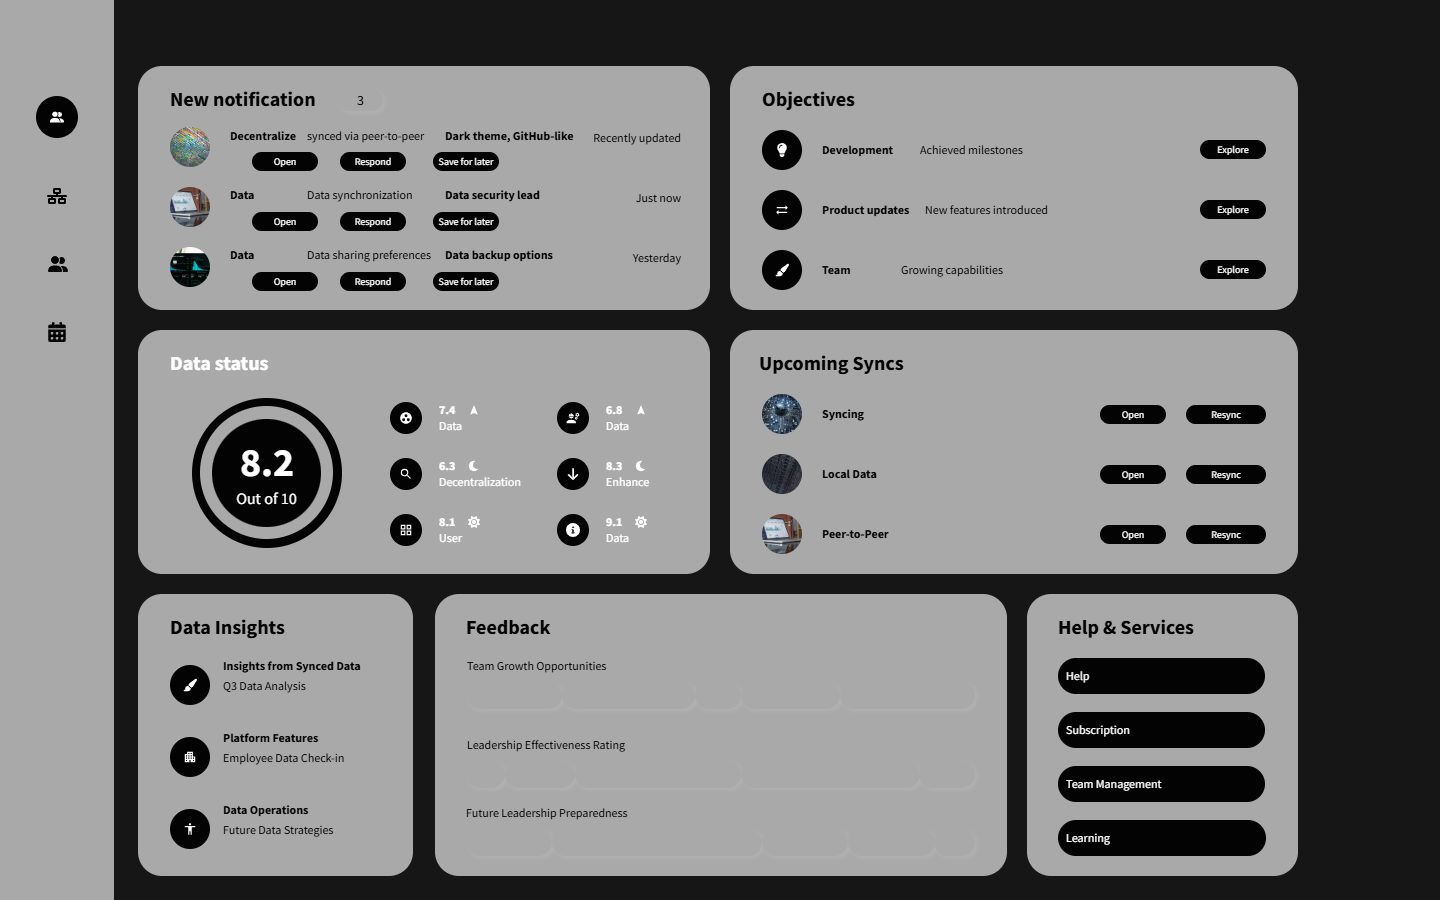 New notification 3
Decentralize synced via peer-to-peer Dark theme, GitHub-like Recently updated
Open Respond Save for later
Data Data synchronization Data security lead Just now
Open Respond Save for later
Data Data sharing preferences Data backup options Yesterday
Open Respond Save for later
Objectives
Development Achieved milestones Explore
Product updates New features introduced Explore
Team Growing capabilities Explore
Data status
8.2
Out of 10
7.4
Data
6.8
Data
6.3
Decentralization
8.3
Enhance
8.1
User
9.1
Data
Upcoming Syncs
Syncing Open Resync
Local Data Open Resync
Peer-to-Peer Open Resync
Data Insights
Insights from Synced Data
Q3 Data Analysis
Platform Features
Employee Data Check-in
Data Operations
Future Data Strategies
Feedback
Team Growth Opportunities
Leadership Effectiveness Rating
Future Leadership Preparedness
Help & Services
Help
Subscription
Team Management
Learning